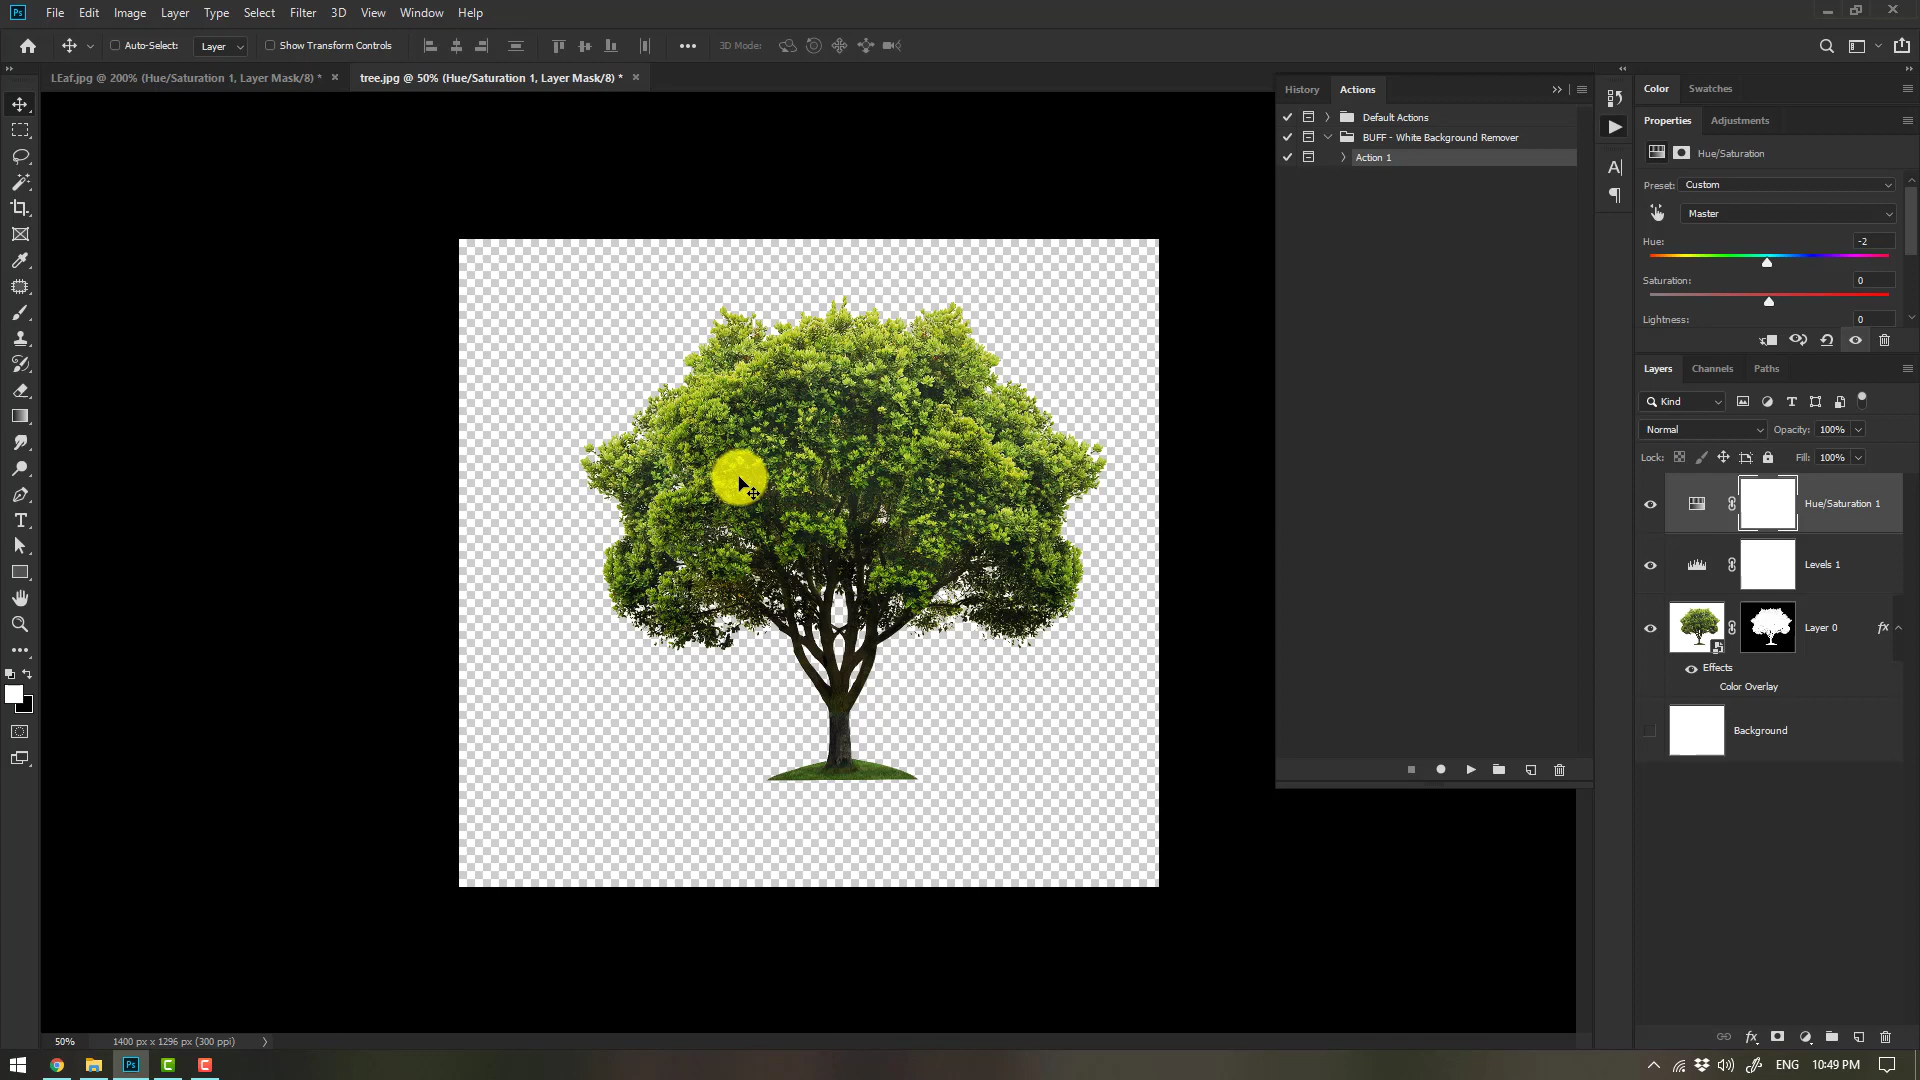 Ps File Edit Image Layer Type Select Filter 3D View Window Help
Auto-Select: Layer Show Transform Controls 3D Mode:
LEaf.jpg @ 200% (Hue/Saturation 1, Layer Mask/8) * tree.jpg @ 50% (Hue/Saturation 1, Layer Mask/8) *
History Actions
Default Actions
BUFF - White Background Remover
Action 1
Color Swatches
Properties Adjustments
Hue/Saturation
Preset: Custom
Master
Hue: -2
Saturation: 0
Lightness: 0
Layers Channels Paths
Kind
Normal Opacity: 100%
Lock: Fill: 100%
Hue/Saturation 1
Levels 1
Layer 0 fx
Effects
Color Overlay
Background
50% 1400 px x 1296 px (300 ppi)
fx
Ps C C ENG 10:49 PM